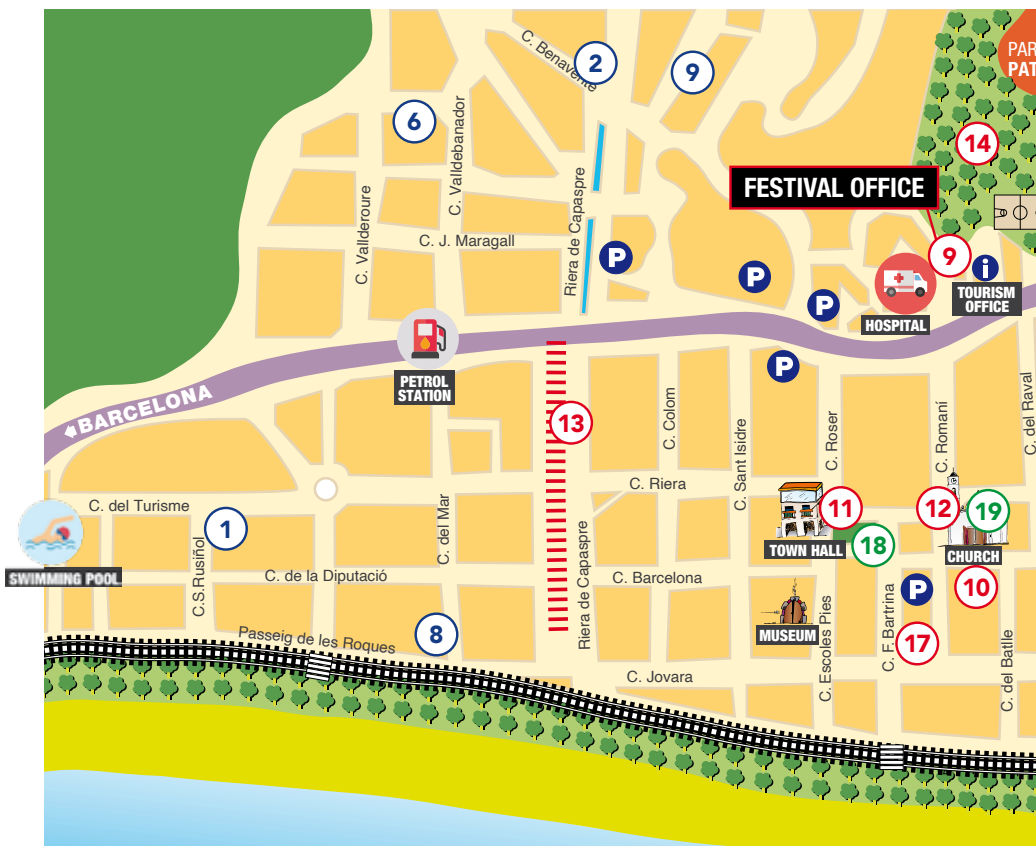 C. Benavente
2
9
6
C. Valldebanador
PAR
PAT
14
Riera de Capaspre
FESTIVAL OFFICE
C. Vallderoure
C. J. Maragall
9
P
P
P
i
TOURISM
OFFICE
HOSPITAL
PETROL
STATION
P
BARCELONA
13
C. Colom
C. Sant Isidre
C. Roser
C. Romaní
C. del Raval
C. Riera
C. del Turisme
1
C. del Mar
11
12
19
18
TOWN HALL
CHURCH
SWIMMING POOL
C.S.Rusiñol
C. de la Diputació
Riera de Capaspre
C. Barcelona
10
P
MUSEUM
C. Escoles Pies
C. F. Bartrina
17
C. del Batlle
Passeig de les Roques
8
C. Jovara